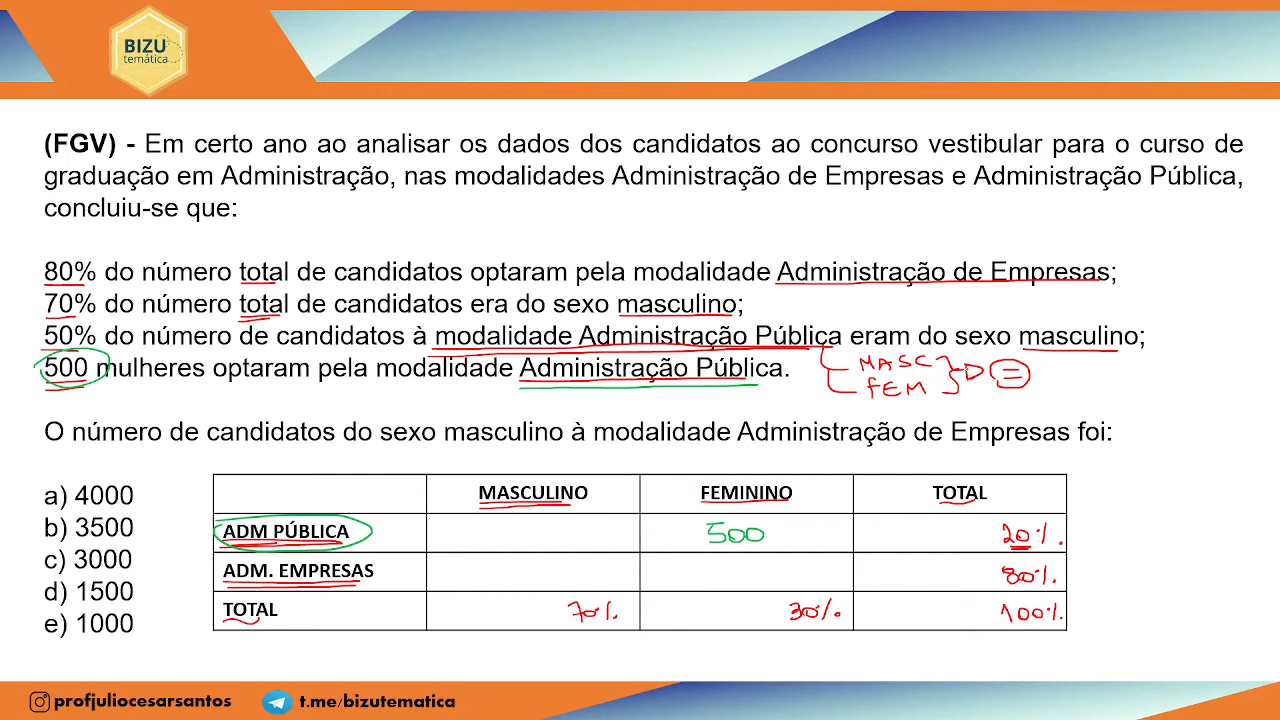 BIZU
temática
(FGV) - Em certo ano ao analisar os dados dos candidatos ao concurso vestibular para o curso de
graduação em Administração, nas modalidades Administração de Empresas e Administração Pública,
concluiu-se que:
80% do número total de candidatos optaram pela modalidade Administração de Empresas;
70% do número total de candidatos era do sexo masculino;
50% do número de candidatos à modalidade Administração Pública eram do sexo masculino;
500 mulheres optaram pela modalidade Administração Pública.
MASC
FEM
=
O número de candidatos do sexo masculino à modalidade Administração de Empresas foi:
a) 4000
b) 3500
c) 3000
d) 1500
e) 1000
MASCULINO FEMININO TOTAL
ADM PÚBLICA 500 20%.
ADM. EMPRESAS 80%.
TOTAL 70%. 30%. 100%.
profjuliocesarsantos t.me/bizutematica